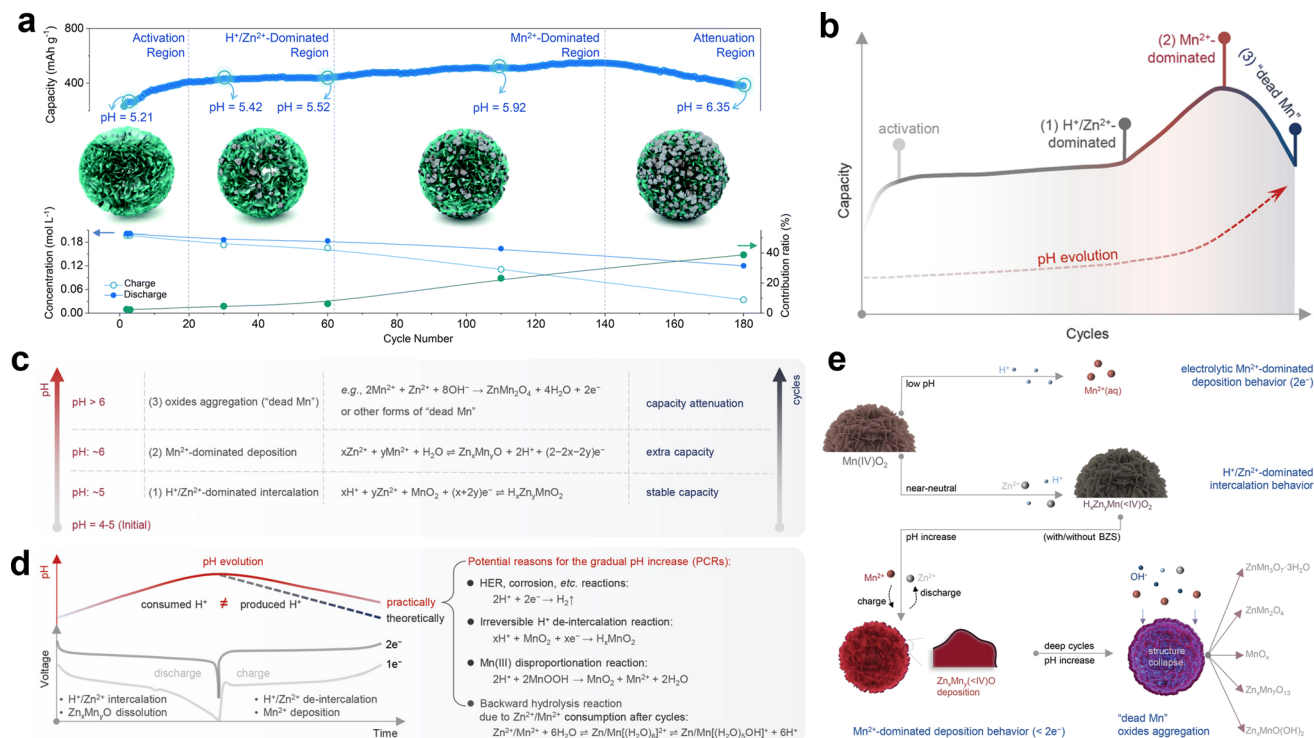 a
Capacity (mAh g⁻¹)
800
400
Activation
Region
H⁺/Zn²⁺-Dominated
Region
Mn²⁺-Dominated
Region
Attenuation
Region
pH = 5.21
pH = 5.42
pH = 5.52
pH = 5.92
pH = 6.35
Concentration (mol L⁻¹)
0.18
0.12
0.06
0.00
Charge
Discharge
40
20
0
Contribution ratio (%)
0 20 40 60 80 100 120 140 160 180
Cycle Number
b
Capacity
activation
(1) H⁺/Zn²⁺-
dominated
(2) Mn²⁺-
dominated
(3) "dead Mn"
pH evolution
Cycles
c
pH
cycles
pH > 6 (3) oxides aggregation ("dead Mn") e.g., 2Mn²⁺ + Zn²⁺ + 8OH⁻ → ZnMn₂O₄ + 4H₂O + 2e⁻ capacity attenuation
or other forms of "dead Mn"
pH: ~6 (2) Mn²⁺-dominated deposition xZn²⁺ + yMn²⁺ + H₂O ⇌ ZnₓMnᵧO + 2H⁺ + (2−2x−2y)e⁻ extra capacity
pH: ~5 (1) H⁺/Zn²⁺-dominated intercalation xH⁺ + yZn²⁺ + MnO₂ + (x+2y)e⁻ ⇌ HₓZnᵧMnO₂ stable capacity
pH = 4-5 (Initial)
d
pH
pH evolution
consumed H⁺ ≠ produced H⁺
practically
theoretically
Voltage
2e⁻
1e⁻
discharge
charge
• H⁺/Zn²⁺ intercalation
• ZnₓMnᵧO dissolution
• H⁺/Zn²⁺ de-intercalation
• Mn²⁺ deposition
Time
Potential reasons for the gradual pH increase (PCRs):
● HER, corrosion, etc. reactions:
2H⁺ + 2e⁻ → H₂↑
● Irreversible H⁺ de-intercalation reaction:
xH⁺ + MnO₂ + xe⁻ → HₓMnO₂
● Mn(III) disproportionation reaction:
2H⁺ + 2MnOOH → MnO₂ + Mn²⁺ + 2H₂O
● Backward hydrolysis reaction
due to Zn²⁺/Mn²⁺ consumption after cycles:
Zn²⁺/Mn²⁺ + 6H₂O ⇌ Zn/Mn[(H₂O)₆]²⁺ ⇌ Zn/Mn[(H₂O)₅OH]⁺ + 6H⁺
e
low pH
H⁺
Mn²⁺(aq)
electrolytic Mn²⁺-dominated
deposition behavior (2e⁻)
Mn(IV)O₂
near-neutral
Zn²⁺
H⁺
HₓZnᵧMn(<IV)O₂
H⁺/Zn²⁺-dominated
intercalation behavior
pH increase
(with/without BZS)
Mn²⁺
Zn²⁺
charge
discharge
ZnₓMnᵧ(<IV)O
deposition
Mn²⁺-dominated deposition behavior (< 2e⁻)
deep cycles
pH increase
OH⁻
structure
collapse
"dead Mn"
oxides aggregation
ZnMn₃O₇·3H₂O
ZnMn₂O₄
MnOₓ
ZnₓMnᵧO₁₃
ZnₓMnO(OH)₂